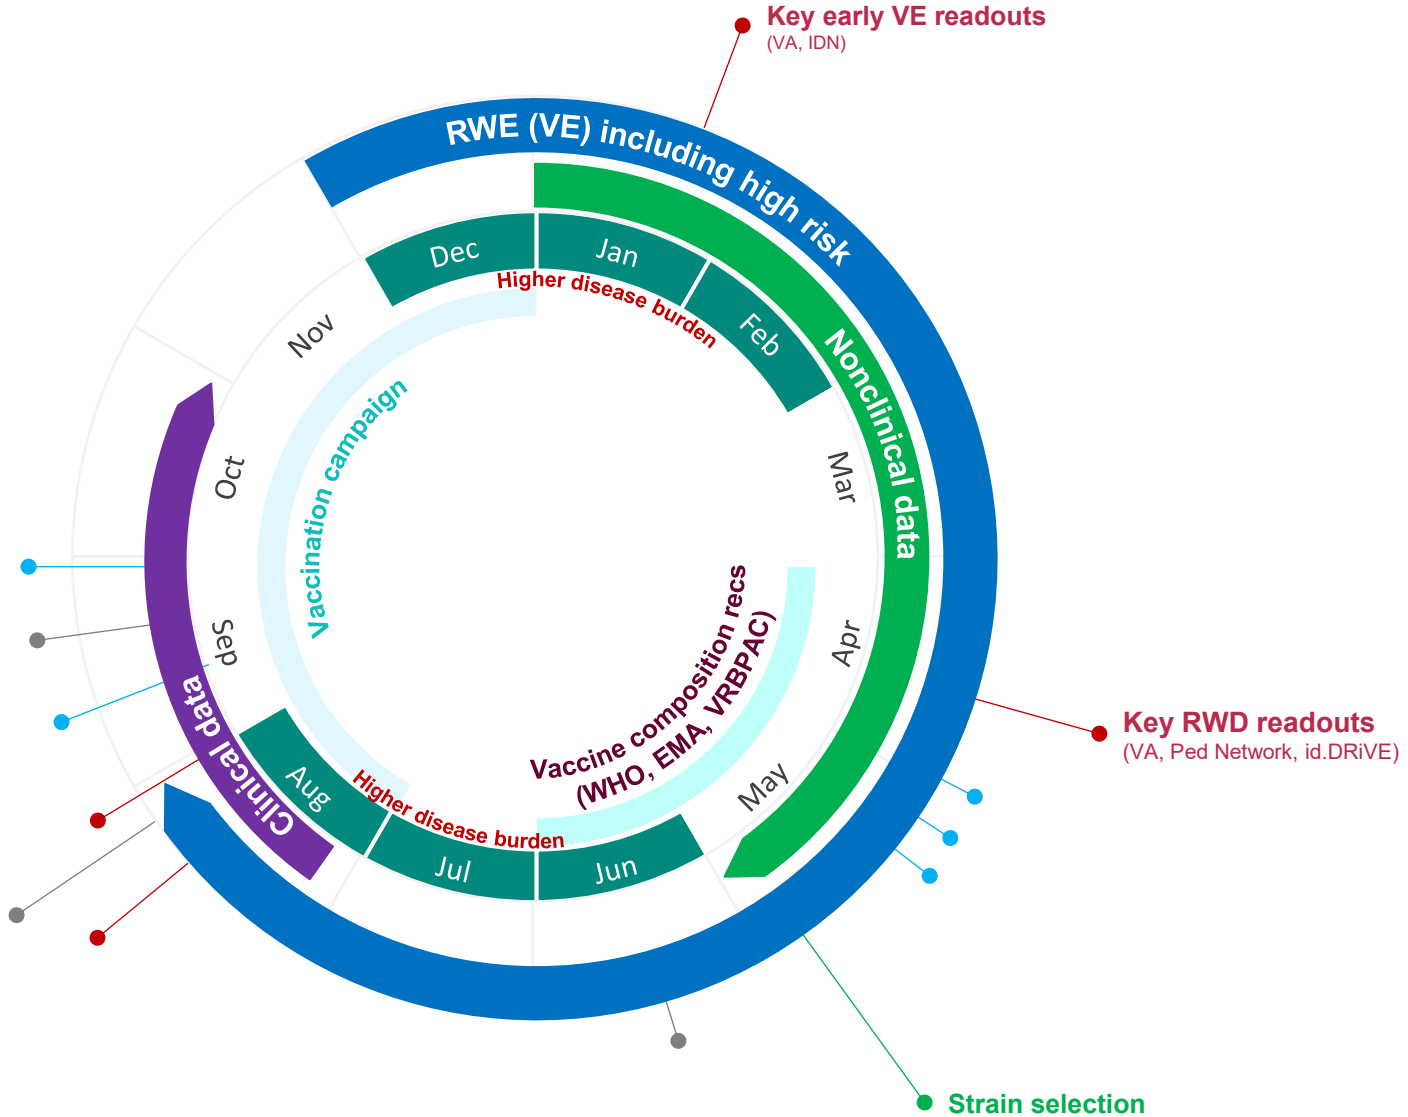 Key early VE readouts
(VA, IDN)
RWE (VE) including high risk
Nonclinical data
Dec
Jan
Feb
Higher disease burden
Nov
Mar
Oct
Vaccination campaign
Sep
Apr
Vaccine composition recs
(WHO, EMA, VRBPAC)
Clinical data
Key RWD readouts
(VA, Ped Network, id.DRiVE)
Aug
May
Higher disease burden
Jul
Jun
Strain selection